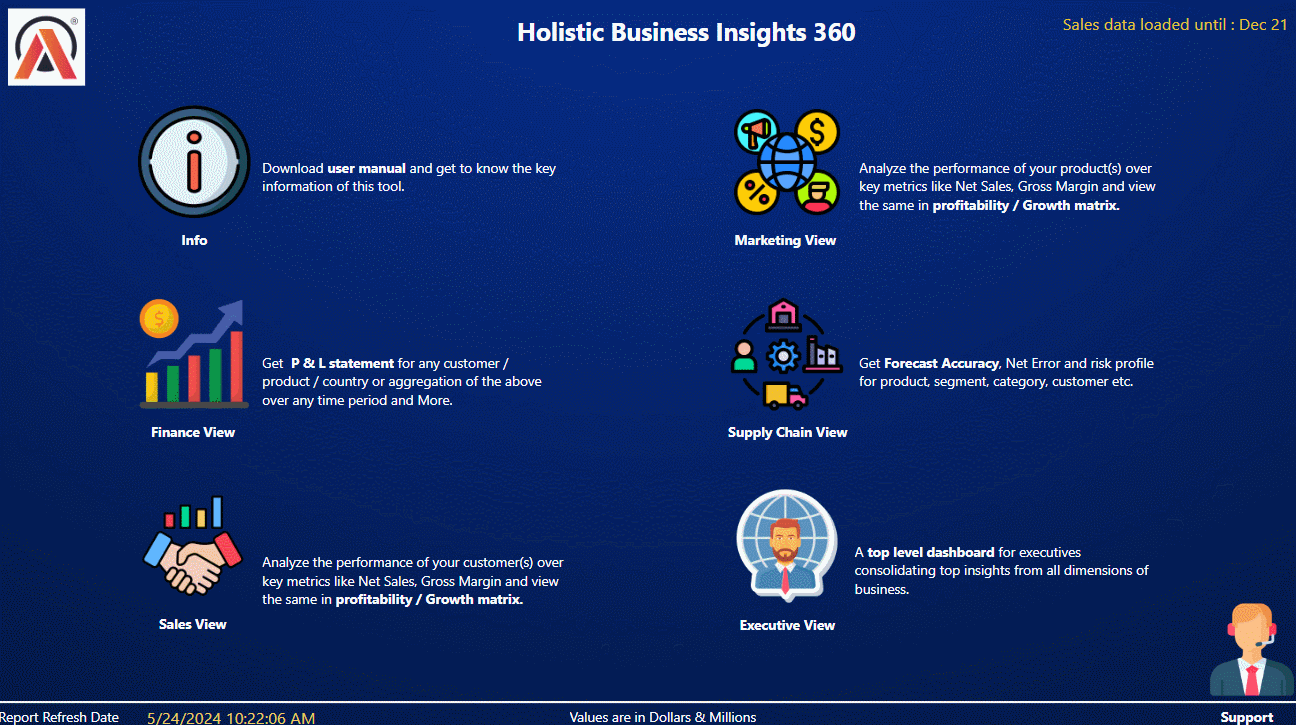 Holistic Business Insights 360
Sales data loaded until : Dec 21
®
Download user manual and get to know the key
information of this tool.
Info
Analyze the performance of your product(s) over
key metrics like Net Sales, Gross Margin and view
the same in profitability / Growth matrix.
Marketing View
Get  P & L statement for any customer /
product / country or aggregation of the above
over any time period and More.
Finance View
Get Forecast Accuracy, Net Error and risk profile
for product, segment, category, customer etc.
Supply Chain View
Analyze the performance of your customer(s) over
key metrics like Net Sales, Gross Margin and view
the same in profitability / Growth matrix.
Sales View
A top level dashboard for executives
consolidating top insights from all dimensions of
business.
Executive View
Report Refresh Date
5/24/2024 10:22:06 AM
Values are in Dollars & Millions
Support